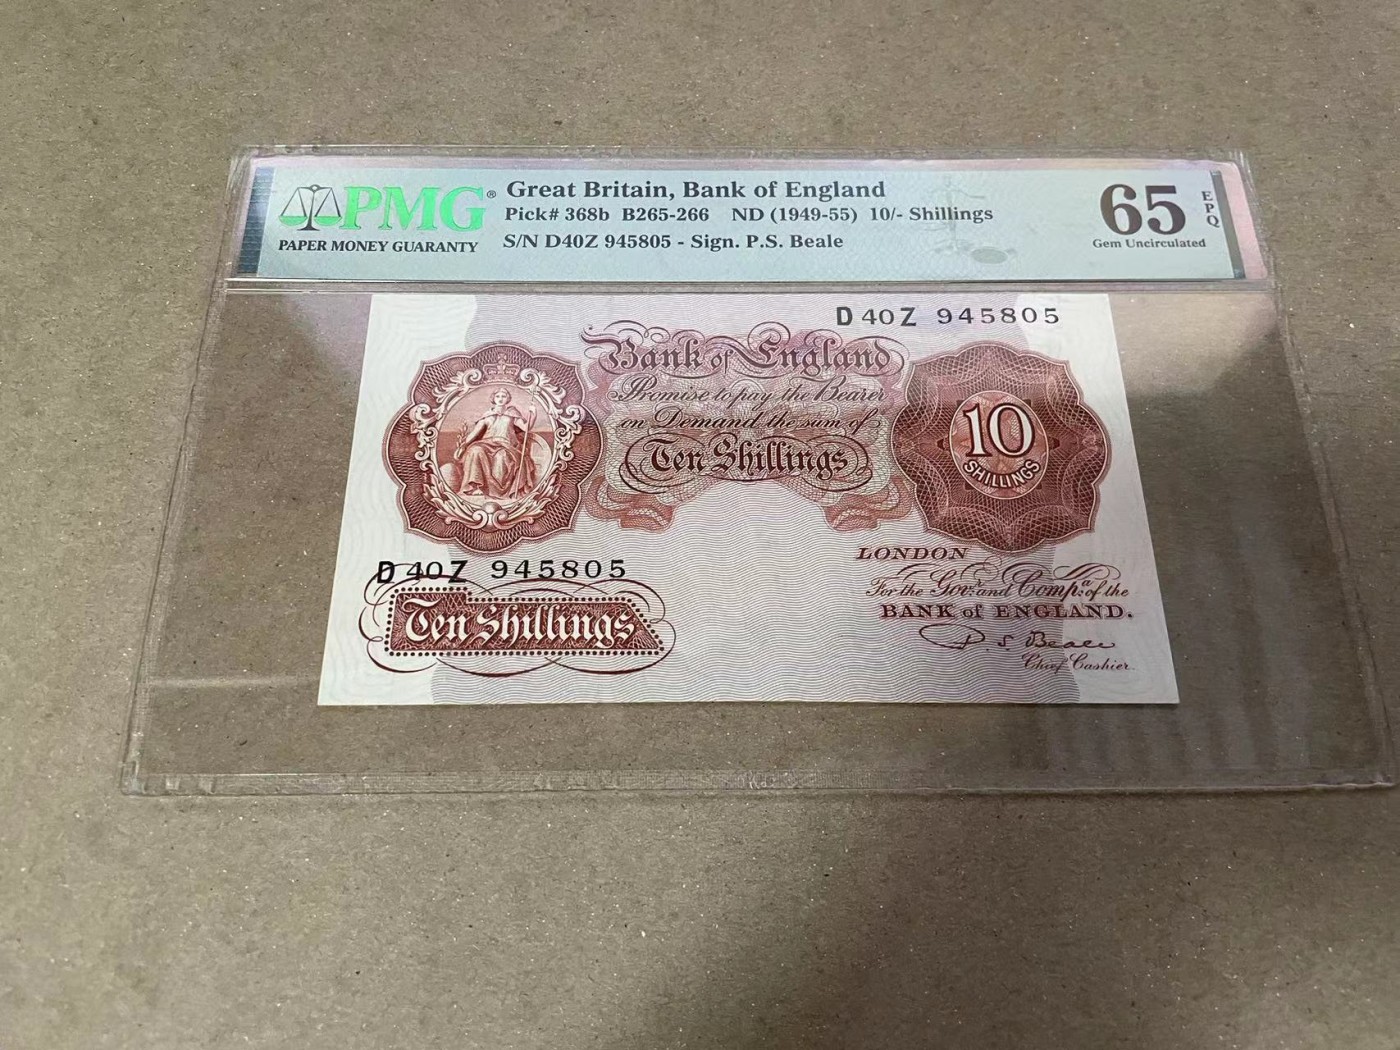 PMG®
PAPER MONEY GUARANTY
Great Britain, Bank of England
Pick# 368b B265-266 ND (1949-55) 10/- Shillings
S/N D40Z 945805 - Sign. P.S. Beale
65
EPQ
Gem Uncirculated
D 40 Z 945805
Bank of England
Promise to pay the Bearer
on Demand the sum of
Ten Shillings
10
SHILLINGS
D 40 Z 945805
Ten Shillings
LONDON
For the Govr. and Compa. of the
BANK of ENGLAND.
P. S. Beale
Chief Cashier.